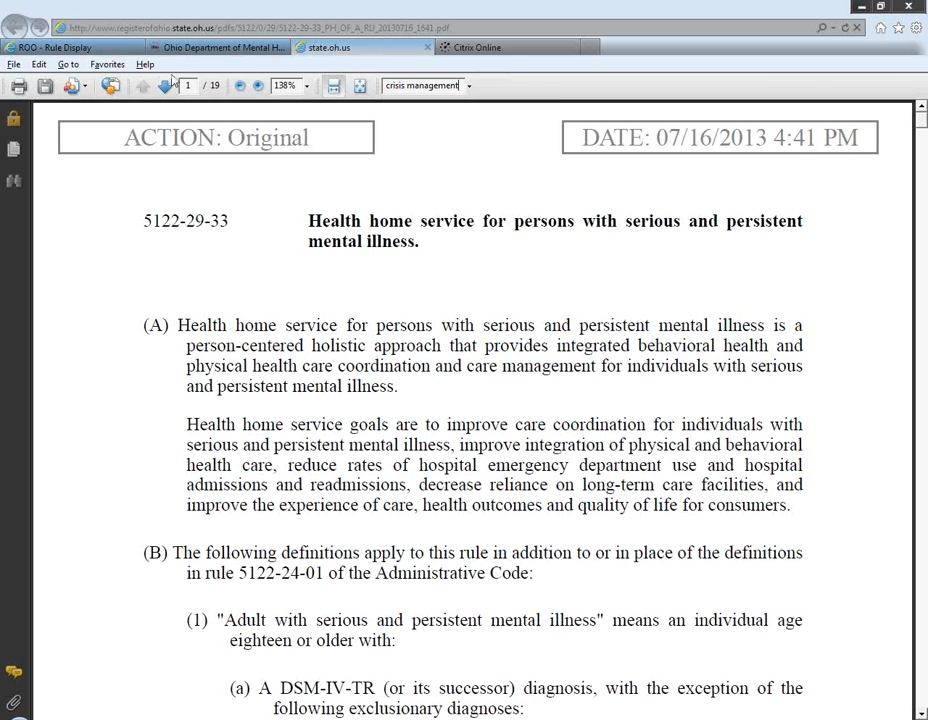 http://www.registerofohio.state.oh.us/pdfs/5122/0/29/5122-29-33_PH_OF_A_RU_20130716_1641.pdf
ROO - Rule Display
Ohio Department of Mental H...
state.oh.us
Citrix Online
File Edit Go to Favorites Help
1 / 19 138% crisis management
ACTION: Original
DATE: 07/16/2013 4:41 PM
5122-29-33 Health home service for persons with serious and persistent
mental illness.
(A) Health home service for persons with serious and persistent mental illness is a
person-centered holistic approach that provides integrated behavioral health and
physical health care coordination and care management for individuals with serious
and persistent mental illness.
Health home service goals are to improve care coordination for individuals with
serious and persistent mental illness, improve integration of physical and behavioral
health care, reduce rates of hospital emergency department use and hospital
admissions and readmissions, decrease reliance on long-term care facilities, and
improve the experience of care, health outcomes and quality of life for consumers.
(B) The following definitions apply to this rule in addition to or in place of the definitions
in rule 5122-24-01 of the Administrative Code:
(1) "Adult with serious and persistent mental illness" means an individual age
eighteen or older with:
(a) A DSM-IV-TR (or its successor) diagnosis, with the exception of the
following exclusionary diagnoses: